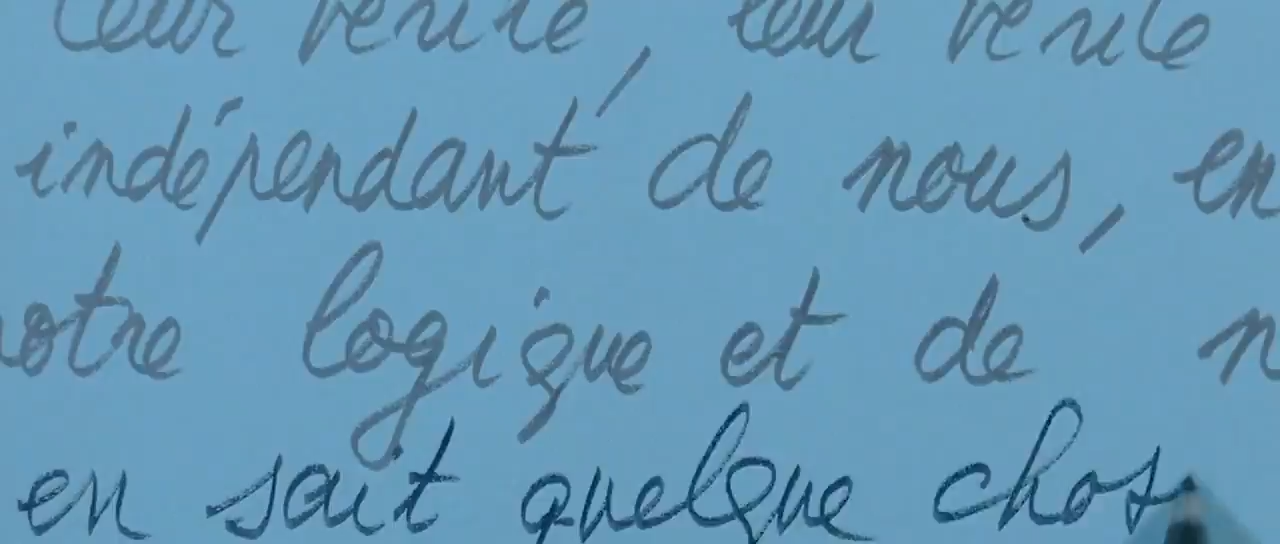 leur vérité, leur vérité
indépendant de nous, en
notre logique et de n
en sait quelque chos